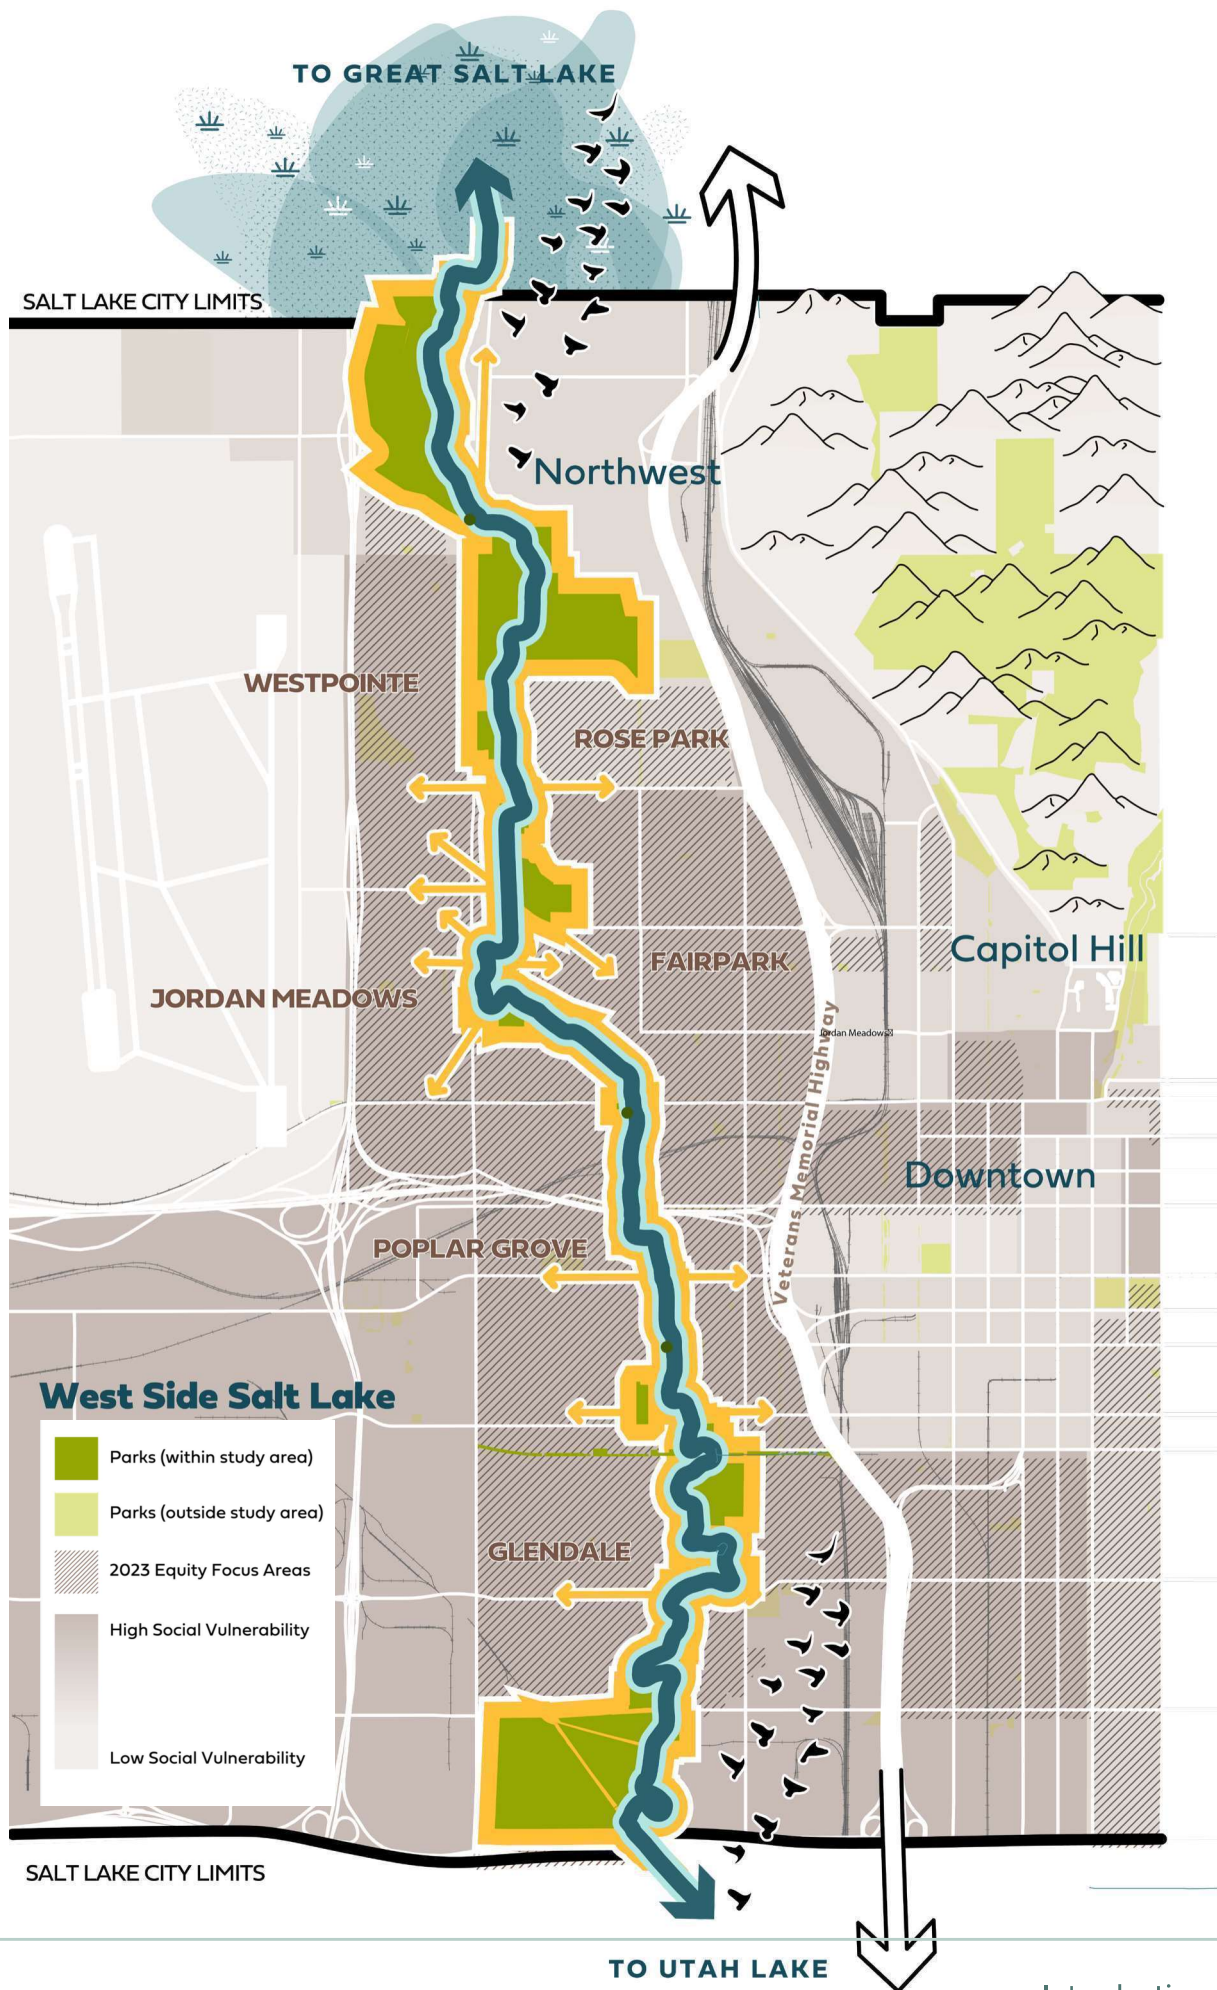 TO GREAT SALT LAKE
SALT LAKE CITY LIMITS
Northwest
WESTPOINTE
ROSE PARK
Capitol Hill
FAIRPARK
JORDAN MEADOWS
Jordan Meadows
Veterans Memorial Highway
Downtown
POPLAR GROVE
West Side Salt Lake
Parks (within study area)
Parks (outside study area)
2023 Equity Focus Areas
High Social Vulnerability
Low Social Vulnerability
GLENDALE
SALT LAKE CITY LIMITS
TO UTAH LAKE